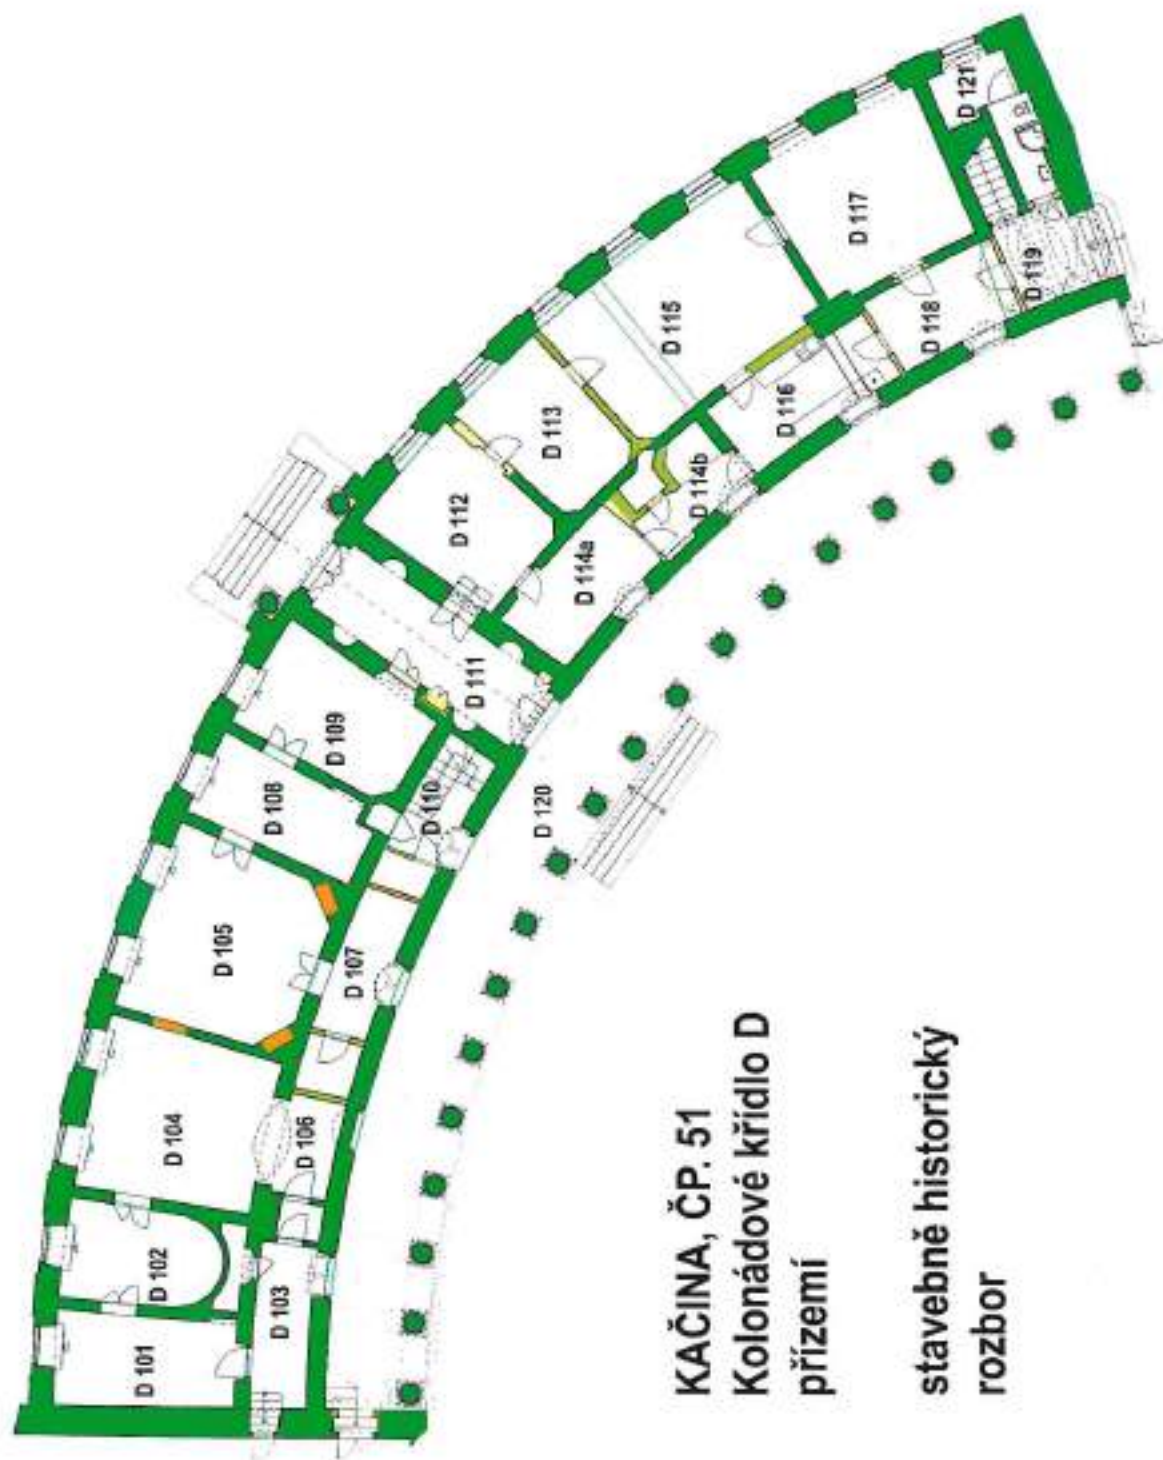 KAČINA, ČP. 51
Kolonádové křídlo D
přízemí
stavebně historický
rozbor
D 101
D 102
D 103
D 104
D 105
D 106
D 107
D 108
D 109
D 110
D 111
D 112
D 113
D 114a
D 114b
D 115
D 116
D 117
D 118
D 119
D 120
D 121